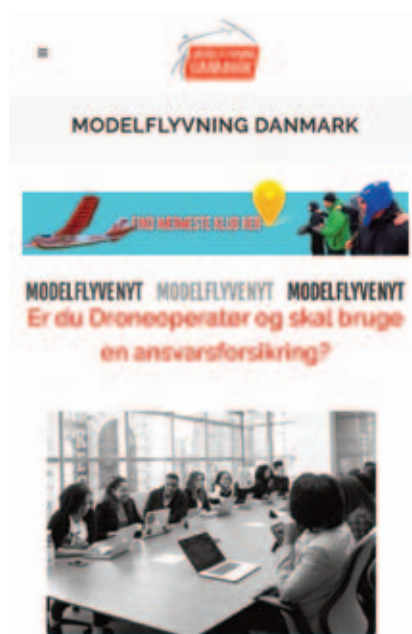 MODELFLYVNING DANMARK
FIND NÆRMESTE KLUB HER
MODELFLYVENYT MODELFLYVENYT MODELFLYVENYT
Er du Droneoperatør og skal bruge
en ansvarsforsikring?